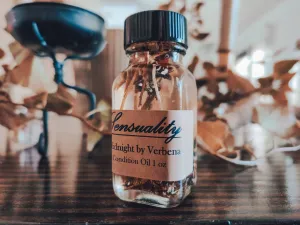 Sensuality
Midnight by Verbena
Condition Oil 1 oz